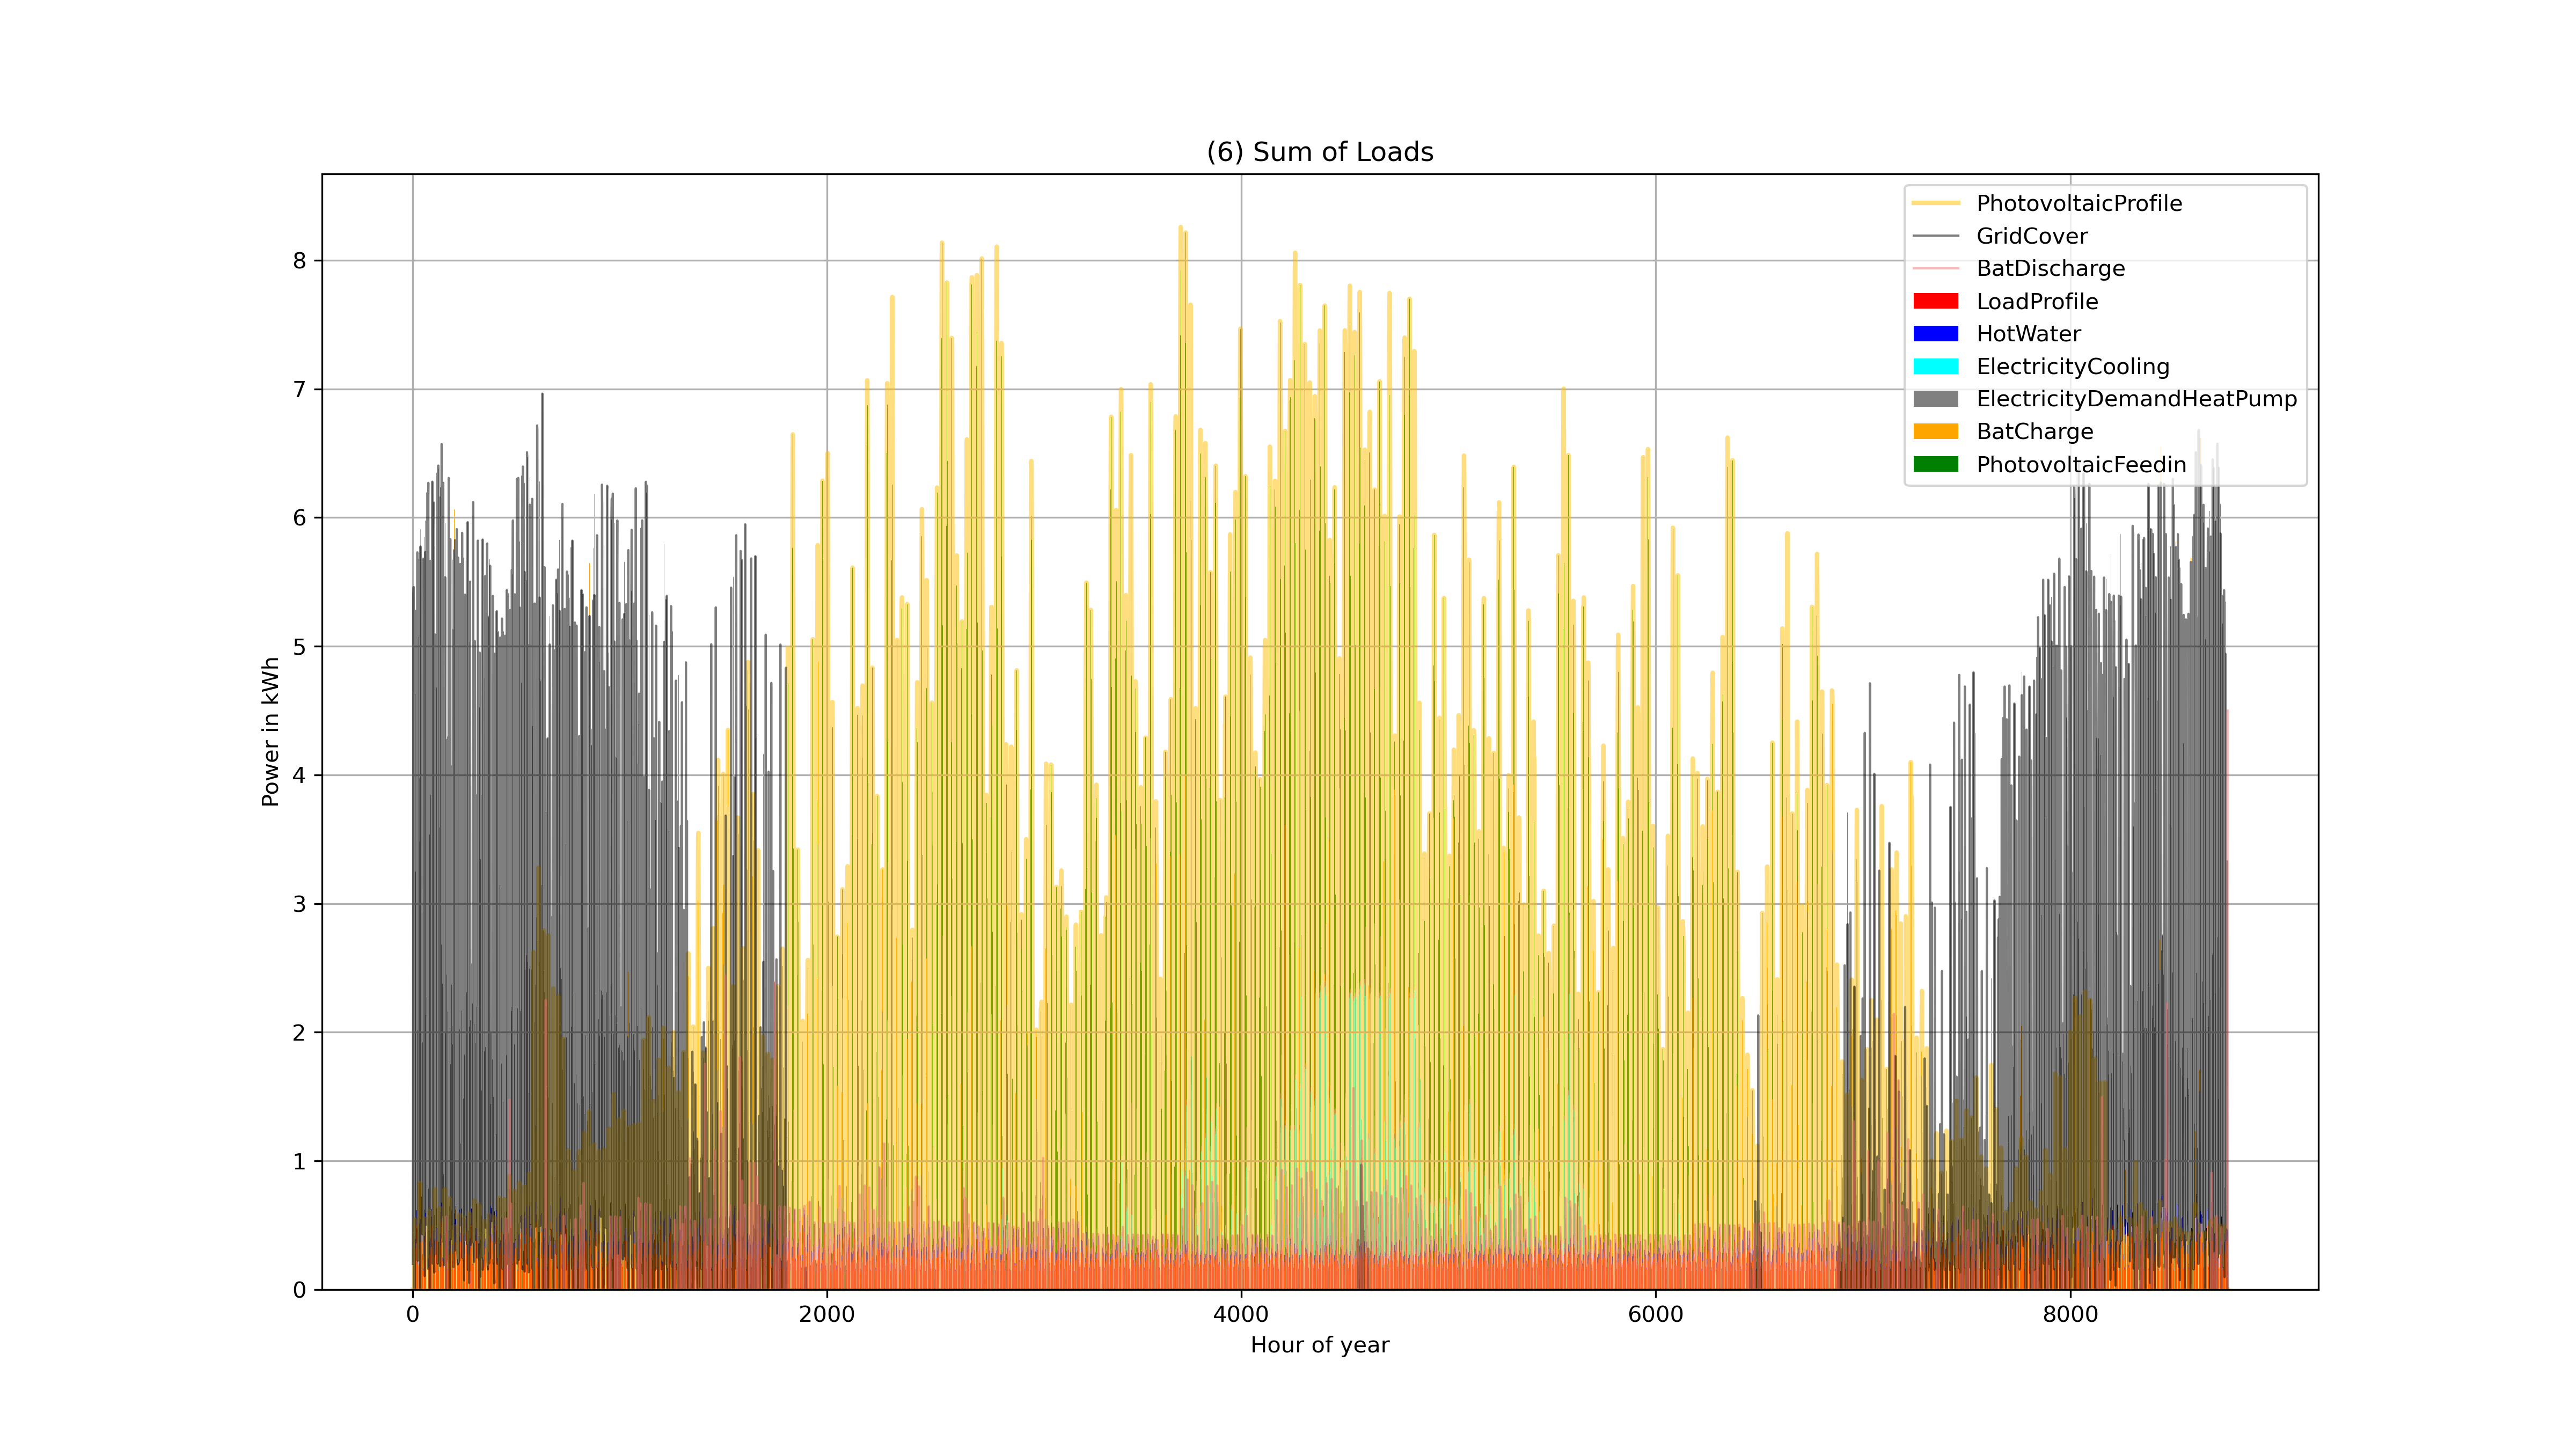 (6) Sum of Loads
PhotovoltaicProfile
GridCover
BatDischarge
LoadProfile
HotWater
ElectricityCooling
ElectricityDemandHeatPump
BatCharge
PhotovoltaicFeedin
8
7
6
5
4
3
2
1
0
Power in kWh
0 2000 4000 6000 8000
Hour of year